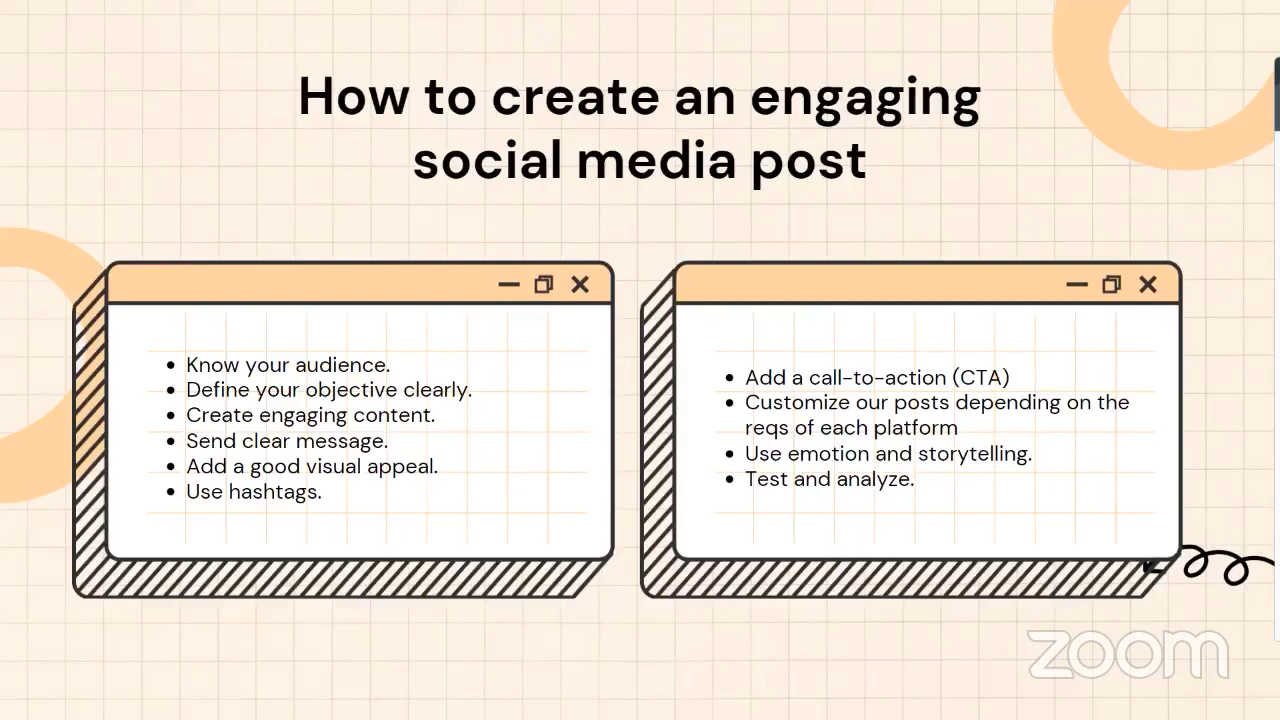 How to create an engaging
social media post
• Know your audience.
• Define your objective clearly.
• Create engaging content.
• Send clear message.
• Add a good visual appeal.
• Use hashtags.
• Add a call-to-action (CTA)
• Customize our posts depending on the
reqs of each platform
• Use emotion and storytelling.
• Test and analyze.
zoom